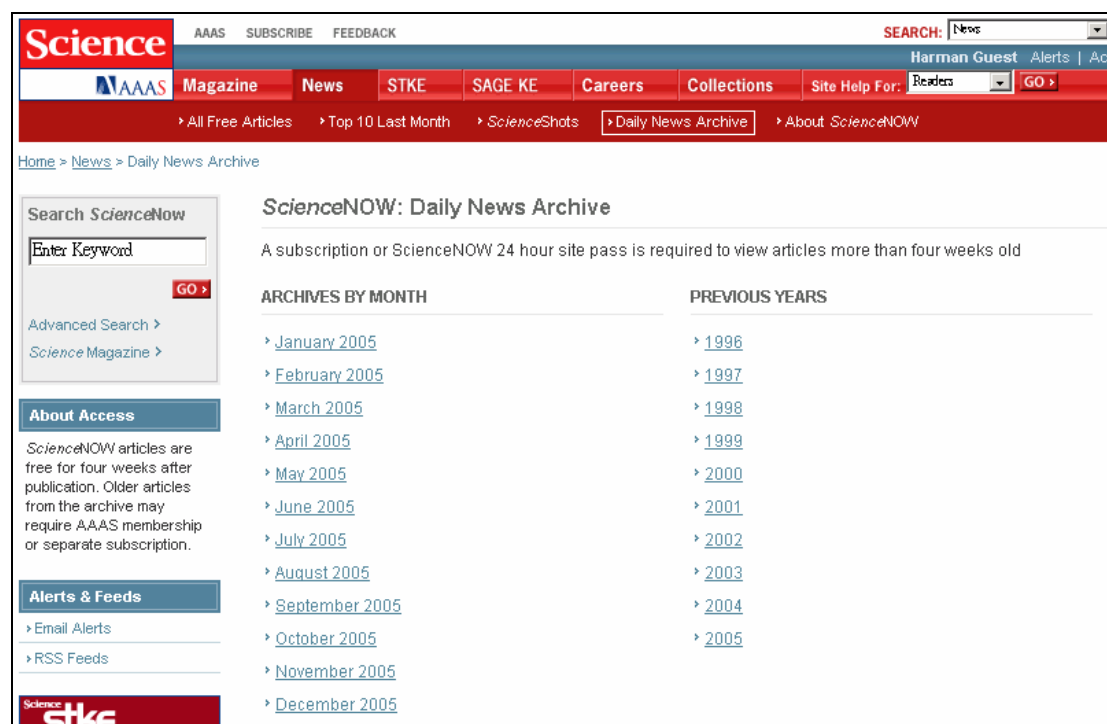 Science
AAAS SUBSCRIBE FEEDBACK
SEARCH: News
Harman Guest Alerts |
AAAS
Magazine News STKE SAGE KE Careers Collections Site Help For: Readers GO
All Free Articles Top 10 Last Month ScienceShots Daily News Archive About ScienceNOW
Home > News > Daily News Archive
Search ScienceNow
Enter Keyword
GO
Advanced Search >
Science Magazine >
About Access
ScienceNOW articles are
free for four weeks after
publication. Older articles
from the archive may
require AAAS membership
or separate subscription.
Alerts & Feeds
Email Alerts
RSS Feeds
Science
stke
ScienceNOW: Daily News Archive
A subscription or ScienceNOW 24 hour site pass is required to view articles more than four weeks old
ARCHIVES BY MONTH
January 2005
February 2005
March 2005
April 2005
May 2005
June 2005
July 2005
August 2005
September 2005
October 2005
November 2005
December 2005
PREVIOUS YEARS
1996
1997
1998
1999
2000
2001
2002
2003
2004
2005